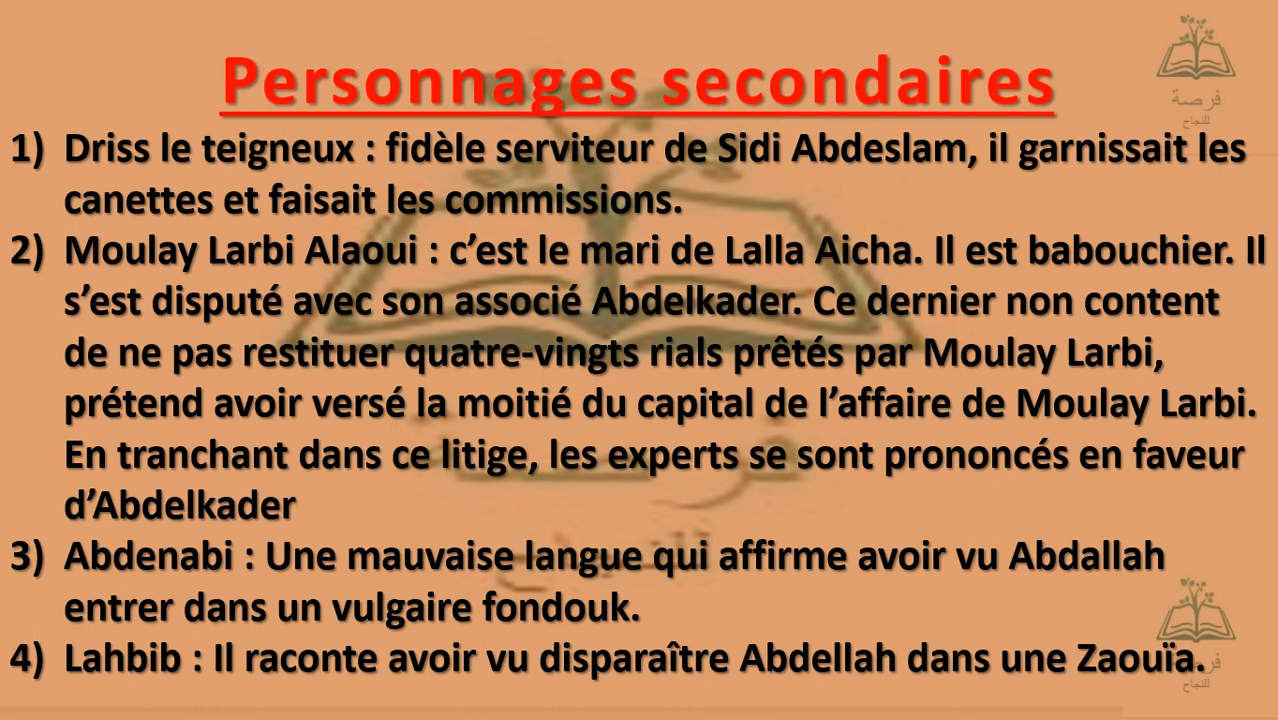 Personnages secondaires
فرصة
للنجاح
1) Driss le teigneux : fidèle serviteur de Sidi Abdeslam, il garnissait les
canettes et faisait les commissions.
2) Moulay Larbi Alaoui : c’est le mari de Lalla Aicha. Il est babouchier. Il
s’est disputé avec son associé Abdelkader. Ce dernier non content
de ne pas restituer quatre-vingts rials prêtés par Moulay Larbi,
prétend avoir versé la moitié du capital de l’affaire de Moulay Larbi.
En tranchant dans ce litige, les experts se sont prononcés en faveur
d’Abdelkader
3) Abdenabi : Une mauvaise langue qui affirme avoir vu Abdallah
entrer dans un vulgaire fondouk.
4) Lahbib : Il raconte avoir vu disparaître Abdellah dans une Zaouïa.
فرصة
للنجاح
فرصة
للنجاح